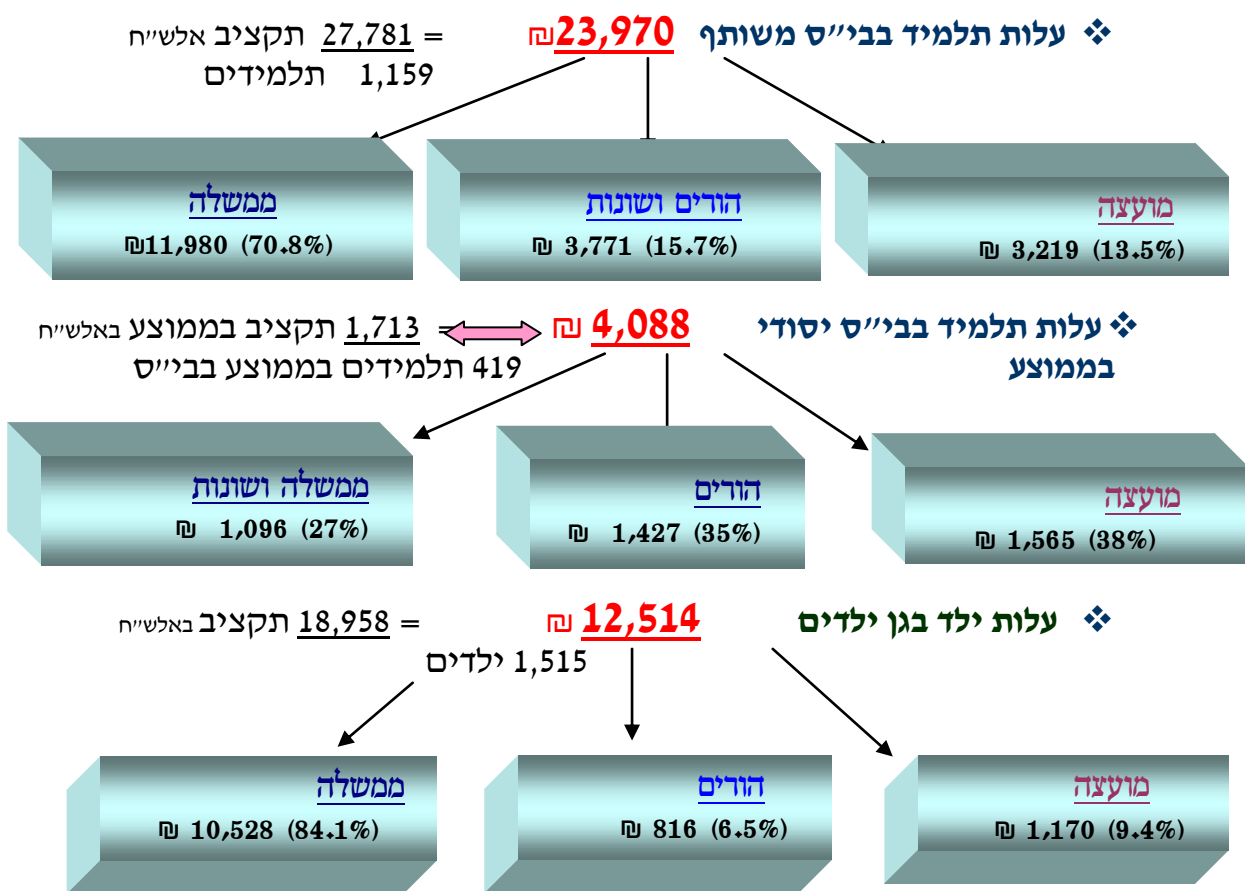 ❖ עלות תלמיד בבי״ס משותף 23,970₪ = 27,781 תקציב אלש״ח
1,159 תלמידים
מועצה
3,219 ₪ (13.5%)
הורים ושונות
3,771 ₪ (15.7%)
ממשלה
11,980₪ (70.8%)
❖ עלות תלמיד בבי״ס יסודי 4,088 ₪ = 1,713 תקציב בממוצע באלש״ח
בממוצע 419 תלמידים בממוצע בבי״ס
מועצה
1,565 ₪ (38%)
הורים
1,427 ₪ (35%)
ממשלה ושונות
1,096 ₪ (27%)
❖ עלות ילד בגן ילדים 12,514 ₪ = 18,958 תקציב באלש״ח
1,515 ילדים
מועצה
1,170 ₪ (9.4%)
הורים
816 ₪ (6.5%)
ממשלה
10,528 ₪ (84.1%)